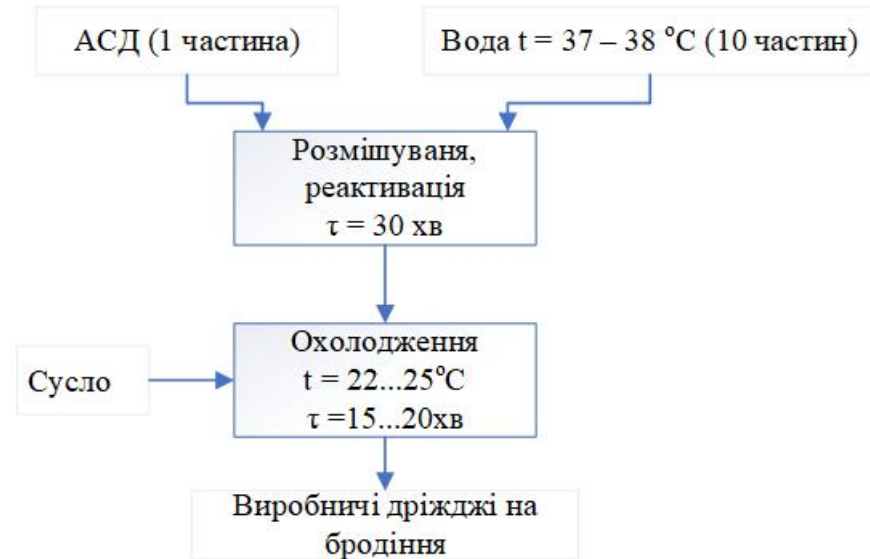 АСД (1 частина)
Вода t = 37 – 38 °C (10 частин)
Розмішуваня,
реактивація
τ = 30 хв
Сусло
Охолодження
t = 22...25°C
τ =15...20хв
Виробничі дріжджі на
бродіння